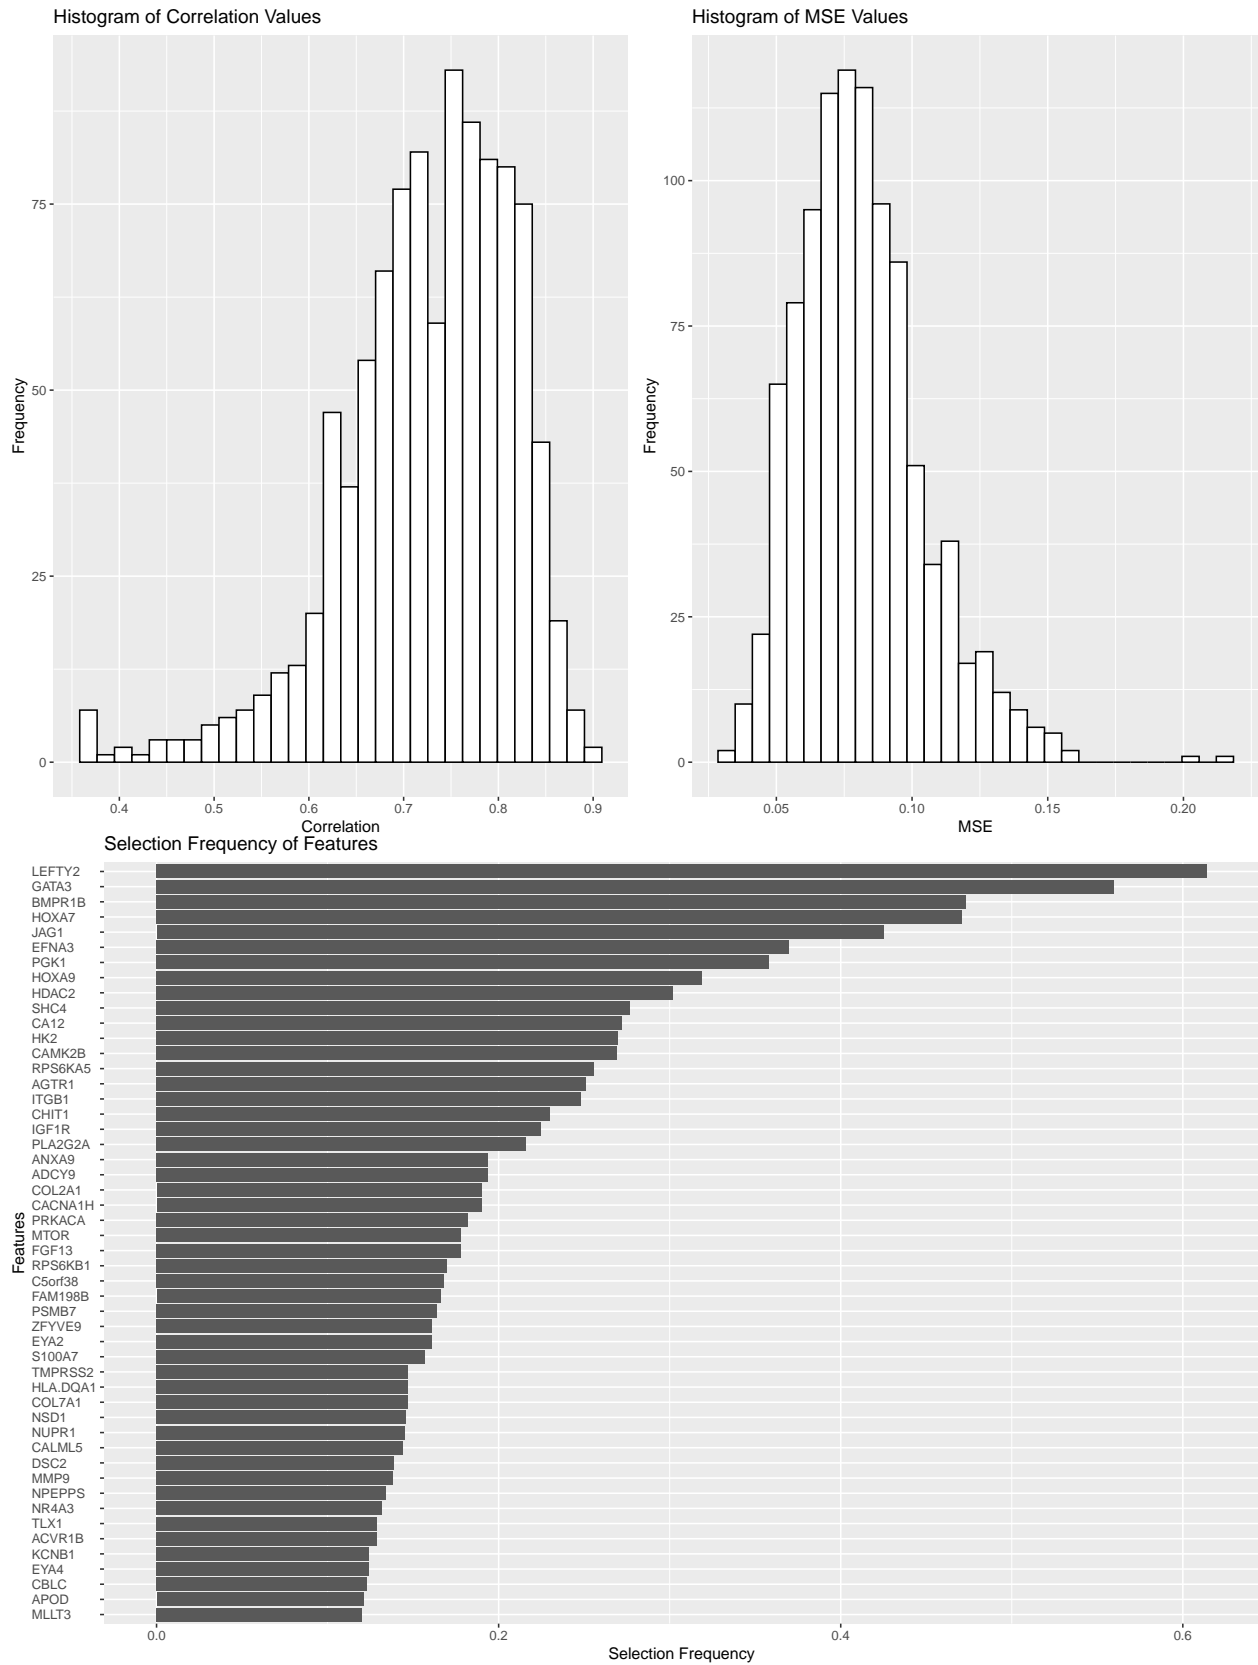 Histogram of Correlation Values
Frequency
75
50
25
0
0.4 0.5 0.6 0.7 0.8 0.9
Correlation
Histogram of MSE Values
Frequency
100
75
50
25
0
0.05 0.10 0.15 0.20
MSE
Selection Frequency of Features
Features
LEFTY2
GATA3
BMPR1B
HOXA7
JAG1
EFNA3
PGK1
HOXA9
HDAC2
SHC4
CA12
HK2
CAMK2B
RPS6KA5
AGTR1
ITGB1
CHIT1
IGF1R
PLA2G2A
ANXA9
ADCY9
COL2A1
CACNA1H
PRKACA
MTOR
FGF13
RPS6KB1
C5orf38
FAM198B
PSMB7
ZFYVE9
EYA2
S100A7
TMPRSS2
HLA.DQA1
COL7A1
NSD1
NUPR1
CALML5
DSC2
MMP9
NPEPPS
NR4A3
TLX1
ACVR1B
KCNB1
EYA4
CBLC
APOD
MLLT3
0.0 0.2 0.4 0.6
Selection Frequency